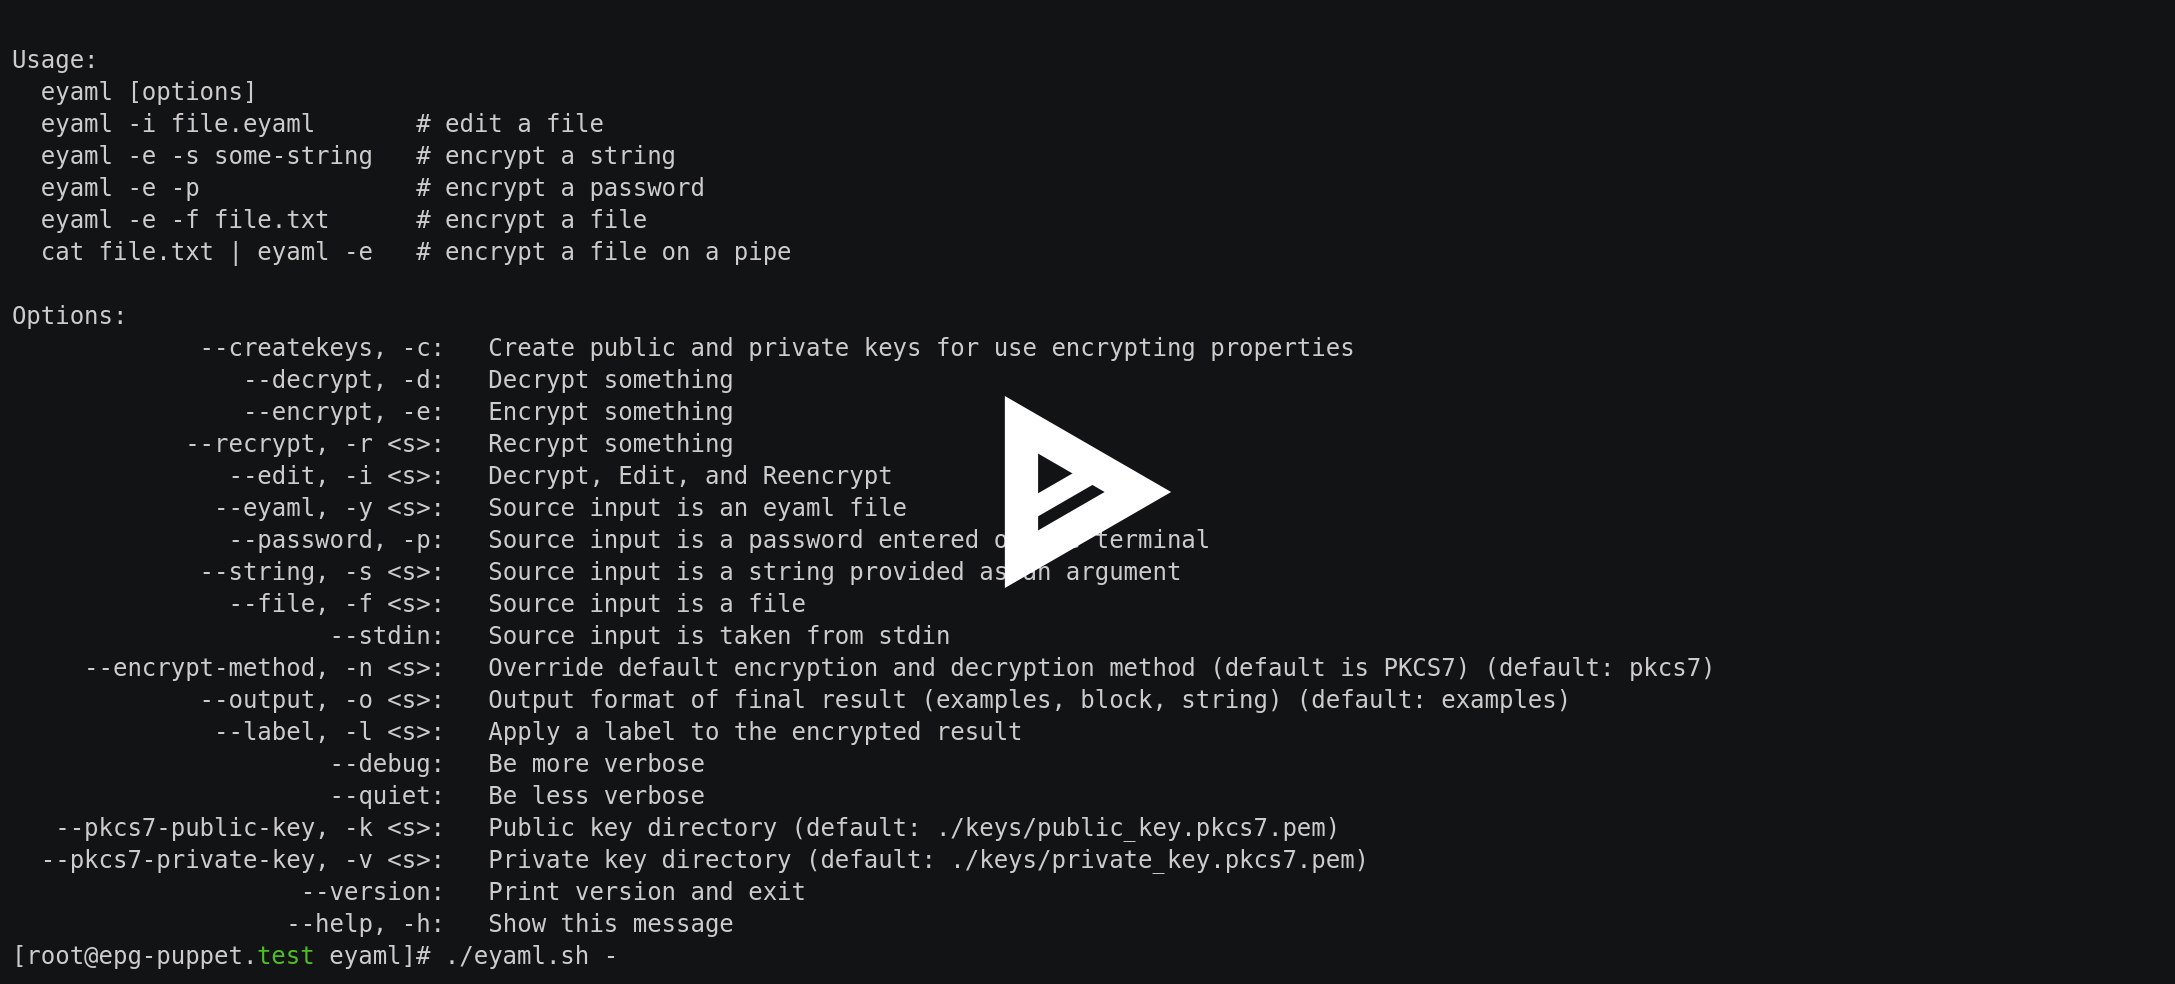 Usage:
  eyaml [options]
  eyaml -i file.eyaml       # edit a file
  eyaml -e -s some-string   # encrypt a string
  eyaml -e -p               # encrypt a password
  eyaml -e -f file.txt      # encrypt a file
  cat file.txt | eyaml -e   # encrypt a file on a pipe

Options:
             --createkeys, -c:   Create public and private keys for use encrypting properties
                --decrypt, -d:   Decrypt something
                --encrypt, -e:   Encrypt something
            --recrypt, -r <s>:   Recrypt something
               --edit, -i <s>:   Decrypt, Edit, and Reencrypt
              --eyaml, -y <s>:   Source input is an eyaml file
               --password, -p:   Source input is a password entered terminal
             --string, -s <s>:   Source input is a string provided as an argument
               --file, -f <s>:   Source input is a file
                      --stdin:   Source input is taken from stdin
     --encrypt-method, -n <s>:   Override default encryption and decryption method (default is PKCS7) (default: pkcs7)
             --output, -o <s>:   Output format of final result (examples, block, string) (default: examples)
              --label, -l <s>:   Apply a label to the encrypted result
                      --debug:   Be more verbose
                      --quiet:   Be less verbose
   --pkcs7-public-key, -k <s>:   Public key directory (default: ./keys/public_key.pkcs7.pem)
  --pkcs7-private-key, -v <s>:   Private key directory (default: ./keys/private_key.pkcs7.pem)
                    --version:   Print version and exit
                   --help, -h:   Show this message
[root@epg-puppet.test eyaml]# ./eyaml.sh -